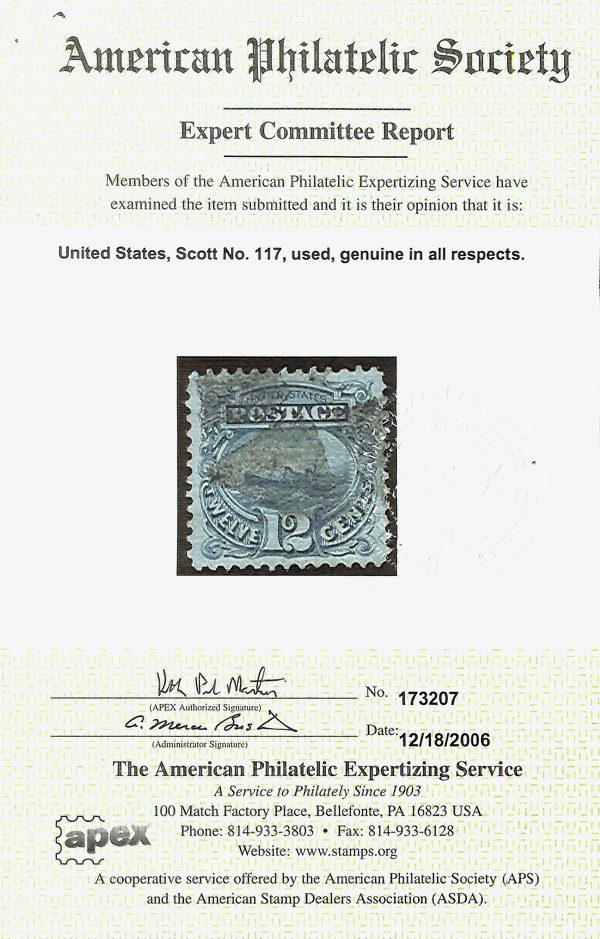 American Philatelic Society
Expert Committee Report
Members of the American Philatelic Expertizing Service have
examined the item submitted and it is their opinion that it is:
United States, Scott No. 117, used, genuine in all respects.
UNITED STATES
POSTAGE
TWELVE 12 CENTS
No. 173207
(APEX Authorized Signature)
Date: 12/18/2006
(Administrator Signature)
The American Philatelic Expertizing Service
A Service to Philately Since 1903
100 Match Factory Place, Bellefonte, PA 16823 USA
Phone: 814-933-3803 • Fax: 814-933-6128
Website: www.stamps.org
apex
A cooperative service offered by the American Philatelic Society (APS)
and the American Stamp Dealers Association (ASDA).